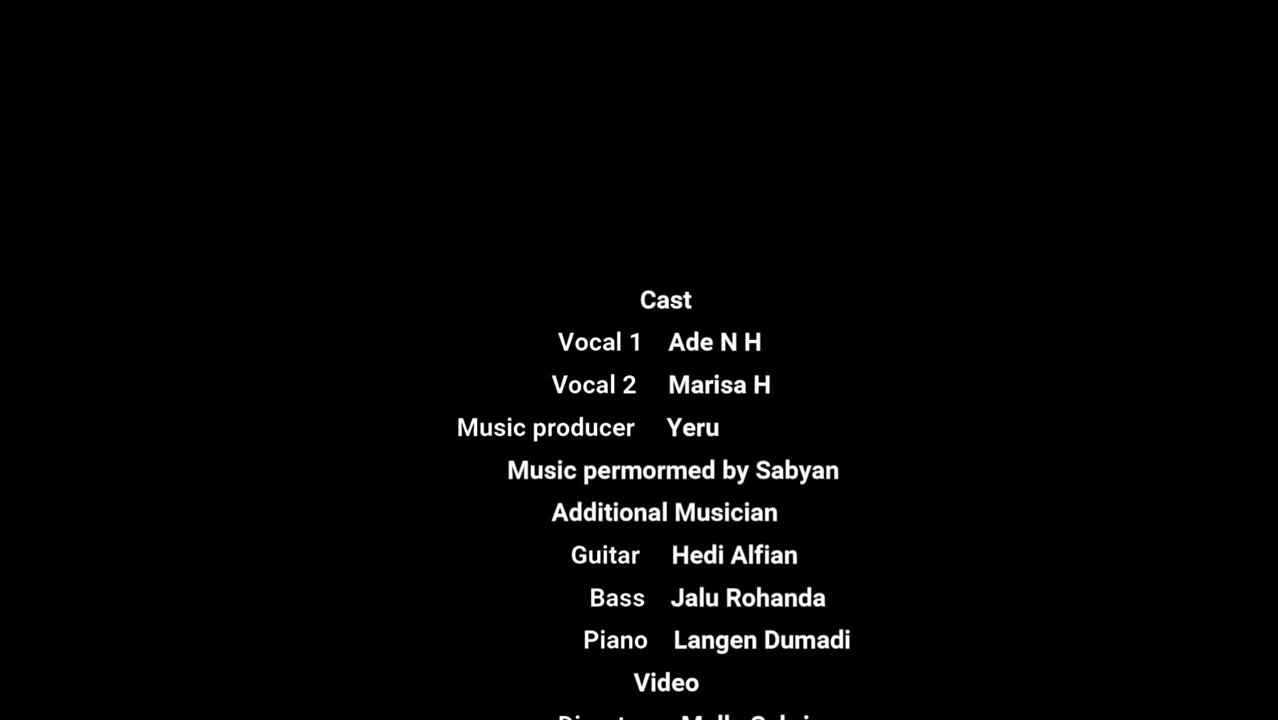 Cast
Vocal 1 Ade N H
Vocal 2 Marisa H
Music producer Yeru
Music permormed by Sabyan
Additional Musician
Guitar Hedi Alfian
Bass Jalu Rohanda
Piano Langen Dumadi
Video